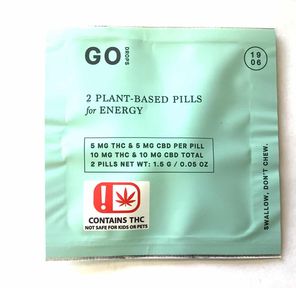 GO DROPS
19
06
2 PLANT-BASED PILLS
for ENERGY
5 MG THC & 5 MG CBD PER PILL
10 MG THC & 10 MG CBD TOTAL
2 PILLS NET WT: 1.5 G / 0.05 OZ
!
CONTAINS THC
NOT SAFE FOR KIDS OR PETS
SWALLOW, DON'T CHEW.